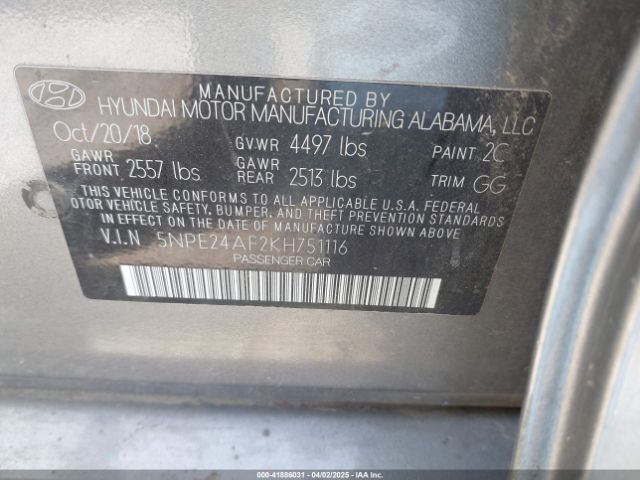 MANUFACTURED BY
HYUNDAI MOTOR MANUFACTURING ALABAMA, LLC
Oct/20/18 GVWR 4497 lbs PAINT 2C
GAWR FRONT 2557 lbs GAWR REAR 2513 lbs TRIM GG
THIS VEHICLE CONFORMS TO ALL APPLICABLE U.S.A. FEDERAL
OTOR VEHICLE SAFETY, BUMPER, AND THEFT PREVENTION
STANDARDS IN EFFECT ON THE DATE OF MANUFACTURE SHOWN ABOVE.
V.I.N 5NPE24AF2KH751116
PASSENGER CAR
000-41886031 - 04/02/2025 - IAA Inc.